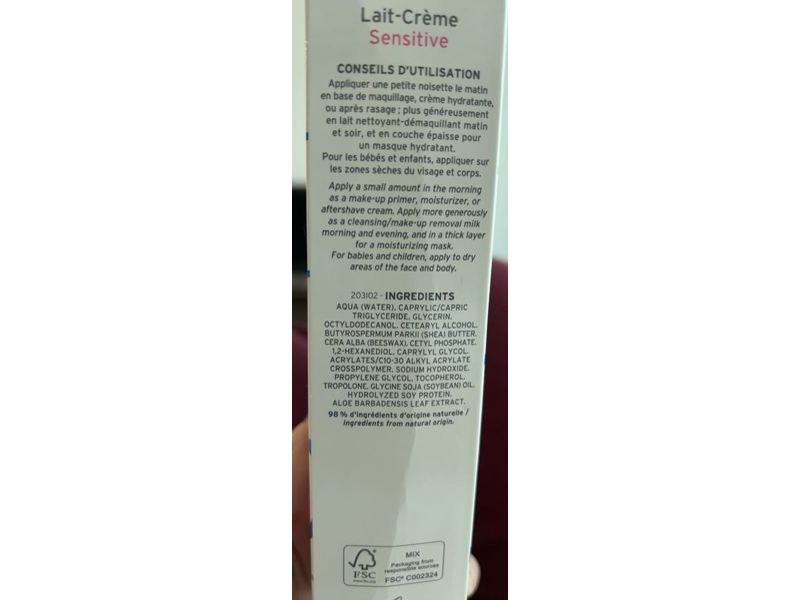 Lait-Crème
Sensitive
CONSEILS D'UTILISATION
Appliquer une petite noisette le matin
en base de maquillage, crème hydratante,
ou après rasage ; plus généreusement
en lait nettoyant-démaquillant matin
et soir, et en couche épaisse pour
un masque hydratant.
Pour les bébés et enfants, appliquer sur
les zones sèches du visage et corps.
Apply a small amount in the morning
as a make-up primer, moisturizer, or
aftershave cream. Apply more generously
as a cleansing/make-up removal milk
morning and evening, and in a thick layer
for a moisturizing mask.
For babies and children, apply to dry
areas of the face and body.
203102 - INGREDIENTS
AQUA (WATER), CAPRYLIC/CAPRIC
TRIGLYCERIDE, GLYCERIN,
OCTYLDODECANOL, CETEARYL ALCOHOL,
BUTYROSPERMUM PARKII (SHEA) BUTTER,
CERA ALBA (BEESWAX), CETYL PHOSPHATE,
1,2-HEXANEDIOL, CAPRYLYL GLYCOL,
ACRYLATES/C10-30 ALKYL ACRYLATE
CROSSPOLYMER, SODIUM HYDROXIDE,
PROPYLENE GLYCOL, TOCOPHEROL,
TROPOLONE, GLYCINE SOJA (SOYBEAN) OIL,
HYDROLYZED SOY PROTEIN,
ALOE BARBADENSIS LEAF EXTRACT.
98 % d'ingrédients d'origine naturelle /
ingredients from natural origin.
FSC
www.fsc.org
MIX
Packaging from
responsible sources
FSC® C002324